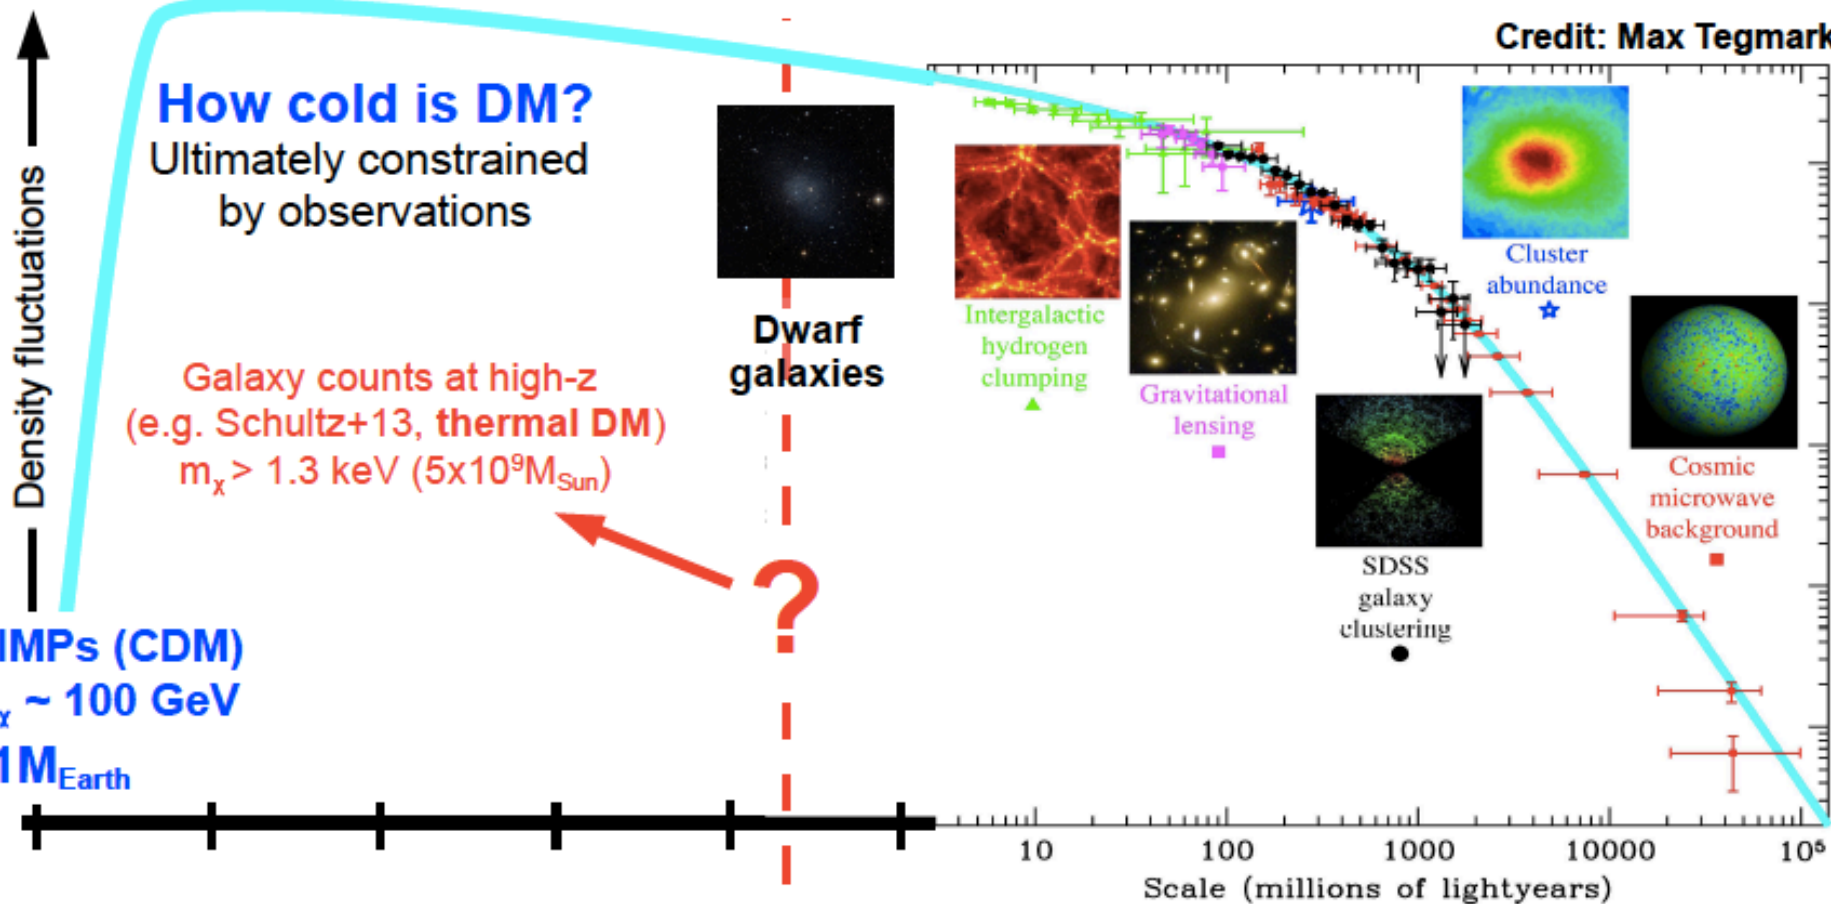 Credit: Max Tegmark
How cold is DM?
Ultimately constrained
by observations
Density fluctuations
Galaxy counts at high-z
(e.g. Schultz+13, thermal DM)
mχ > 1.3 keV (5x10⁹MSun)
?
Dwarf
galaxies
Intergalactic
hydrogen
clumping
Gravitational
lensing
Cluster
abundance
SDSS
galaxy
clustering
Cosmic
microwave
background
IMPs (CDM)
χ ~ 100 GeV
1MEarth
10
100
1000
10000
10⁵
Scale (millions of lightyears)